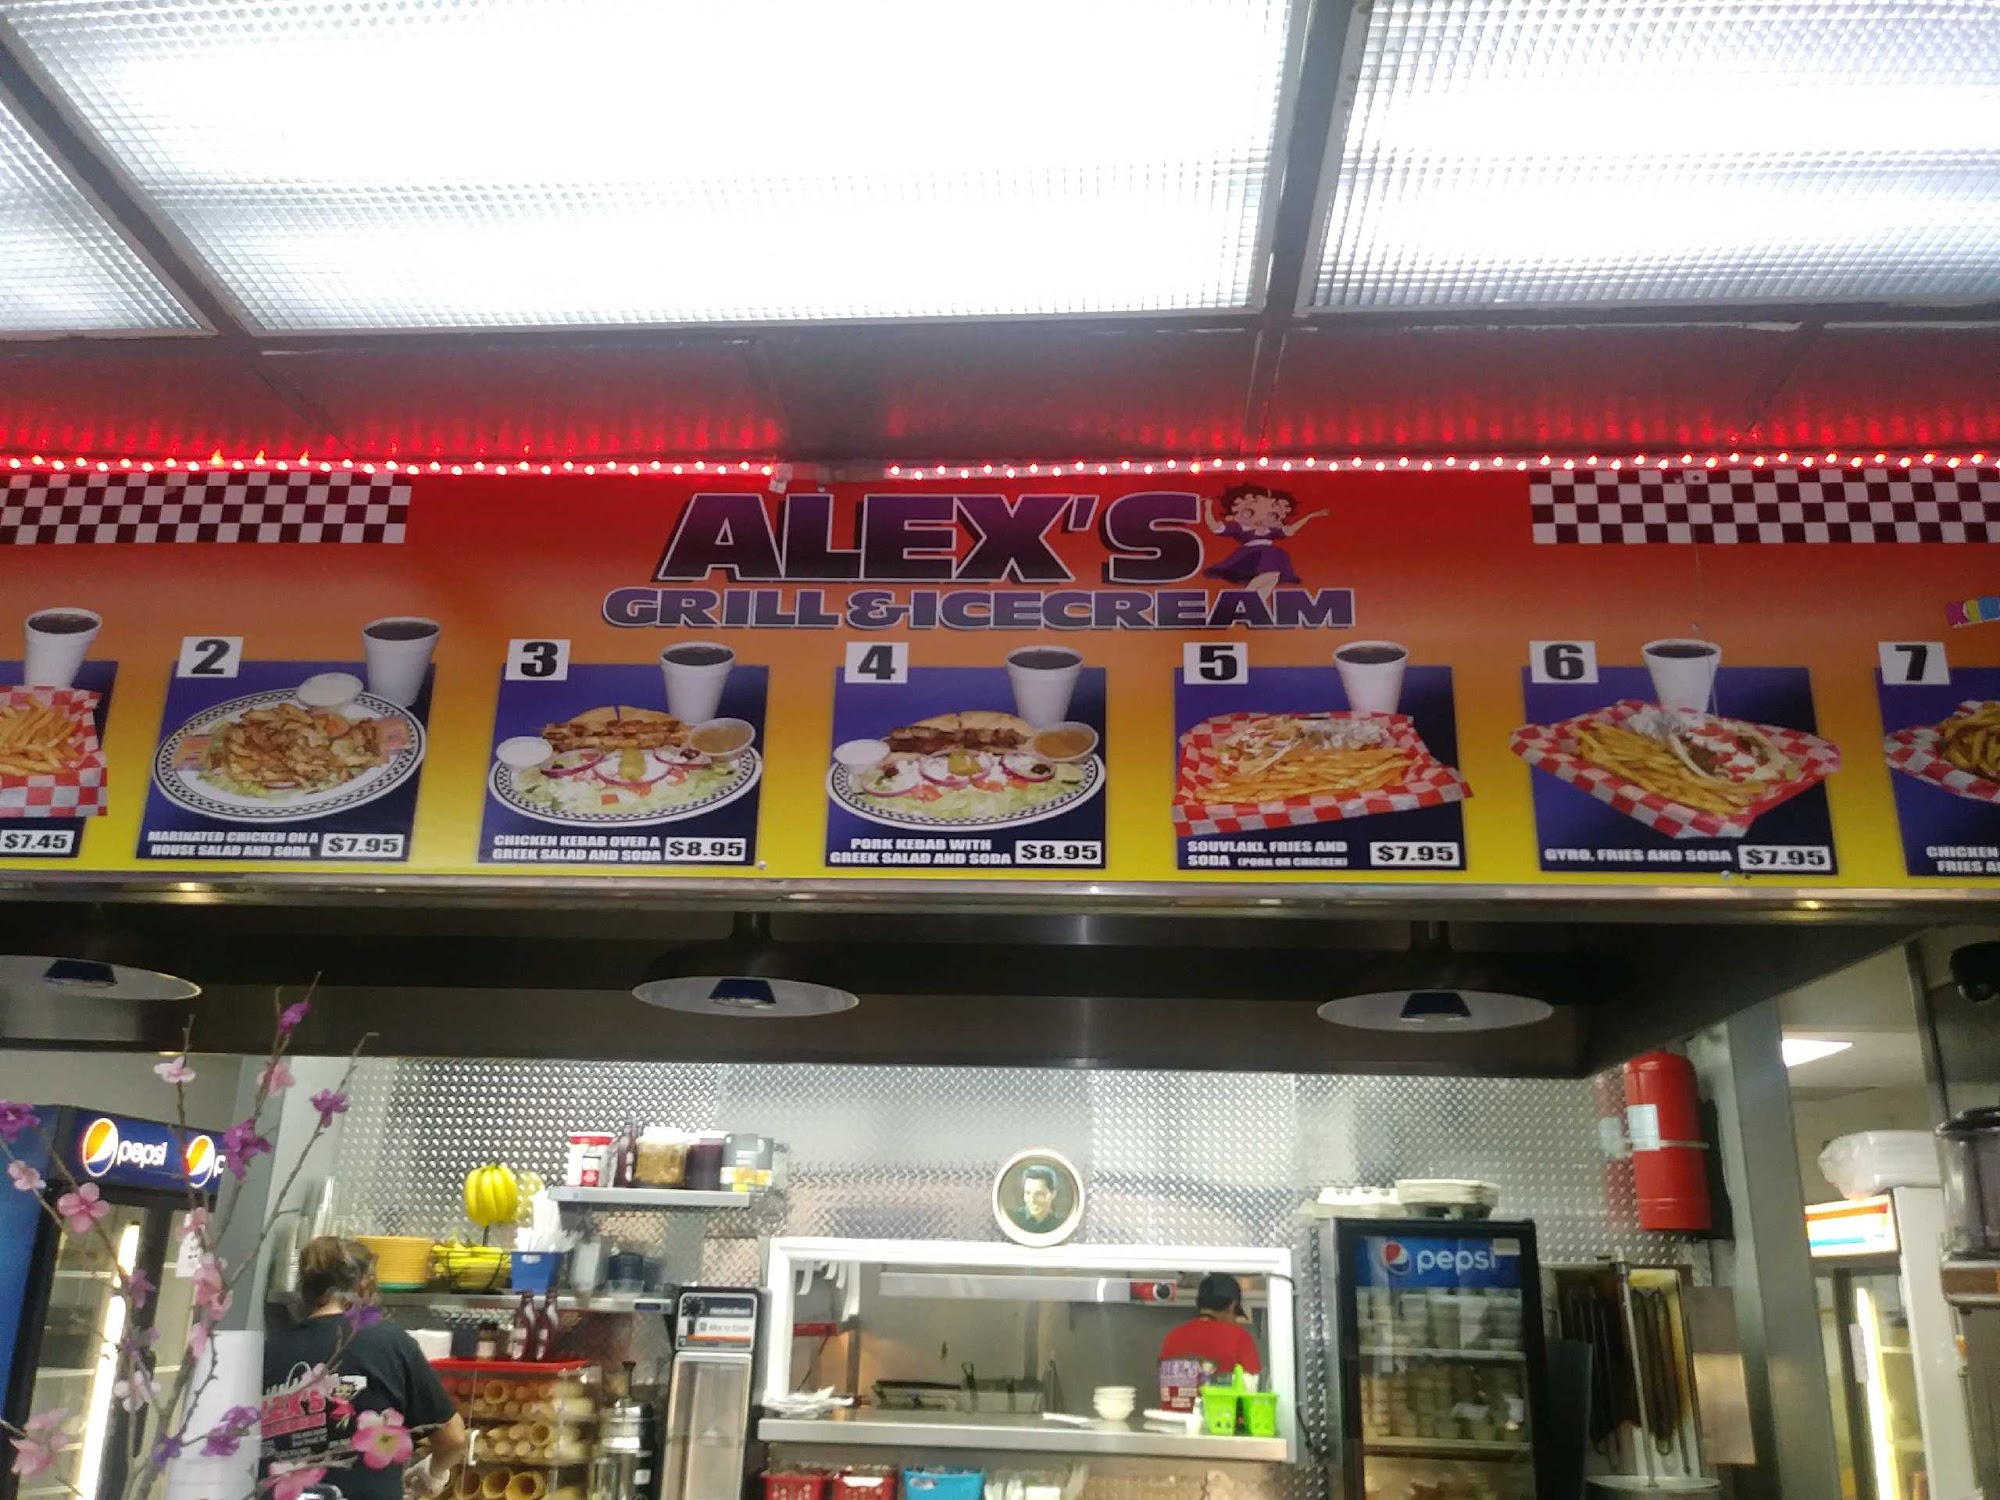 ALEX'S
GRILL & ICECREAM
$7.45
2
MARINATED CHICKEN ON A
HOUSE SALAD AND SODA
$7.95
3
CHICKEN KEBAB OVER A
GREEK SALAD AND SODA
$8.95
4
PORK KEBAB WITH
GREEK SALAD AND SODA
$8.95
5
SOUVLAKI, FRIES AND
SODA (PORK OR CHICKEN)
$7.95
6
GYRO, FRIES AND SODA
$7.95
7
CHICKEN
FRIES
pepsi
pepsi